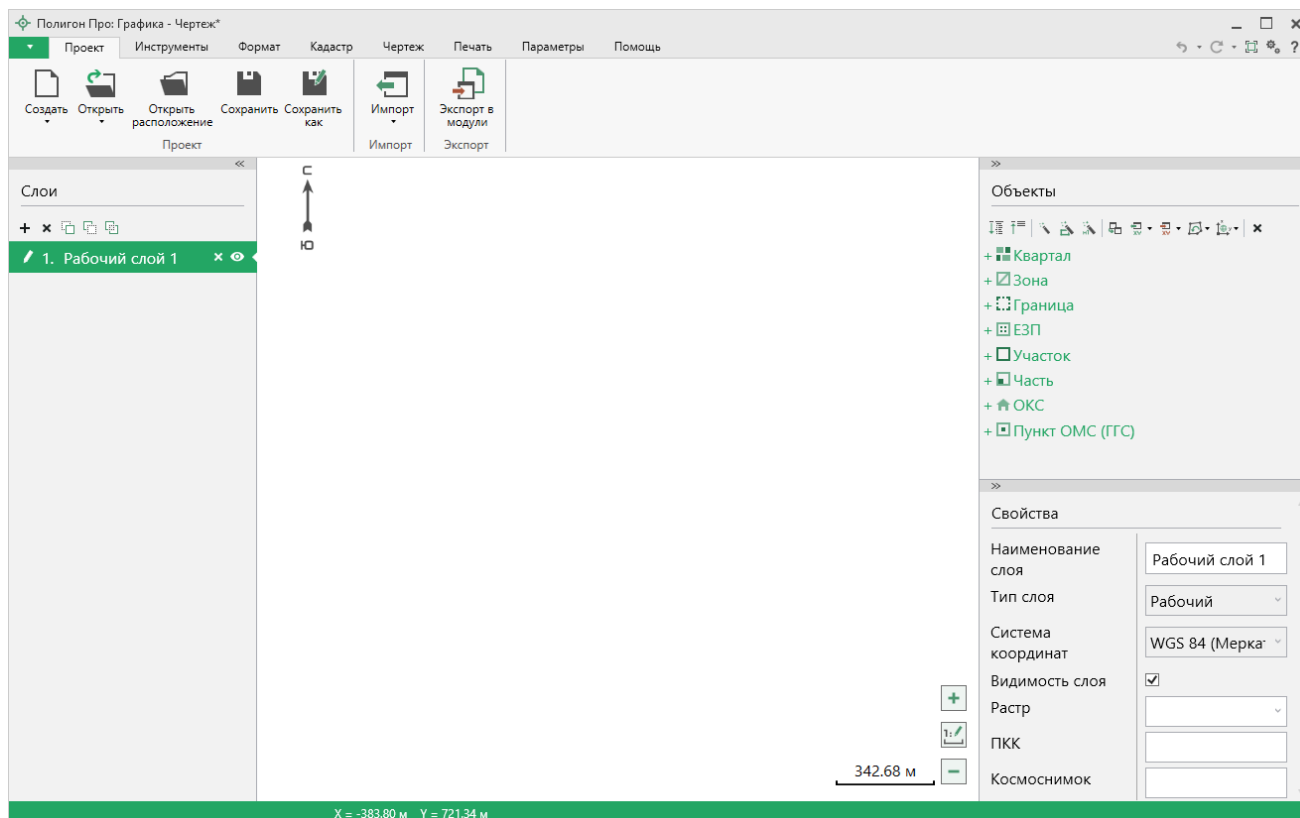 Полигон Про: Графика - Чертеж*
Проект Инструменты Формат Кадастр Чертеж Печать Параметры Помощь
Создать Открыть Открыть расположение Сохранить Сохранить как Импорт Экспорт в модули
Проект Импорт Экспорт
Слои
1. Рабочий слой 1
С
Ю
342.68 м
1:
Объекты
+ Квартал
+ Зона
+ Граница
+ ЕЗП
+ Участок
+ Часть
+ ОКС
+ Пункт ОМС (ГГС)
Свойства
Наименование слоя
Рабочий слой 1
Тип слоя
Рабочий
Система координат
WGS 84 (Меркат
Видимость слоя
Растр
ПКК
Космоснимок
X = -383.80 м Y = 721.34 м